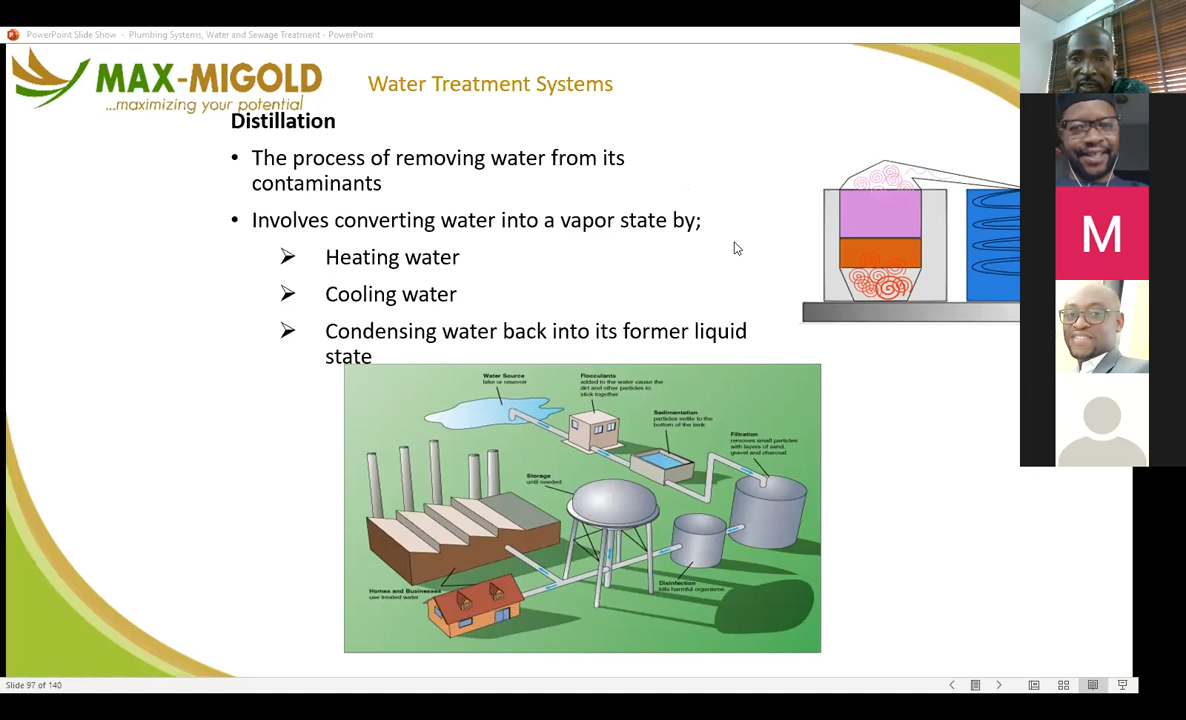 PowerPoint Slide Show - Plumbing Systems, Water and Sewage Treatment - PowerPoint
MAX-MIGOLD
...maximizing your potential
Water Treatment Systems
Distillation
• The process of removing water from its
contaminants
• Involves converting water into a vapor state by;
➢ Heating water
➢ Cooling water
➢ Condensing water back into its former liquid
state
Water Source
lake or reservoir
Flocculants
added to the water cause the
dirt and other particles to
stick together
Sedimentation
particles settle to the
bottom of the tank
Filtration
removes small particles
with layers of sand,
gravel and charcoal
Storage
until needed
Disinfection
kills harmful organisms
Homes and Businesses
use treated water
M
Slide 97 of 140